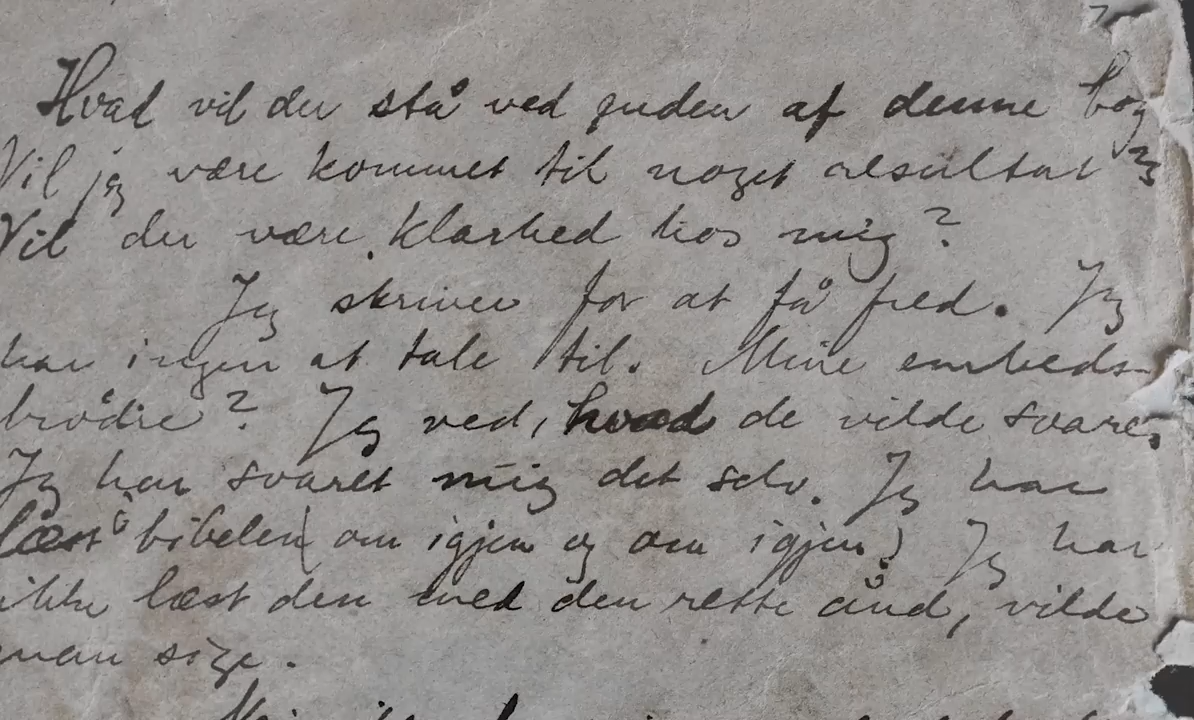 Hvad vil der stå ved enden af denne bog
Vil jeg være kommet til noget resultat?
Vil der være klarhed hos mig?
Jeg skriver for at få fred. Jeg
har ingen at tale til. Mine embeds-
brødre? Jeg ved, hvad de vilde svare.
Jeg har svaret mig det selv. Jeg har
læst i bibelen (om igjen og om igjen) Jeg har
ikke læst den med den rette ånd, vilde
man sige.